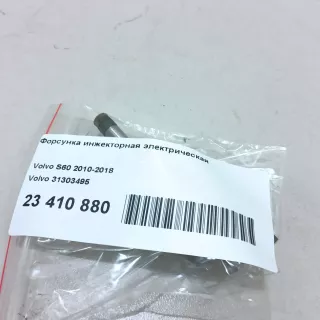 Форсунка инжекторная электрическая
Volvo S60 2010-2018
Volvo 31303495
23 410 880